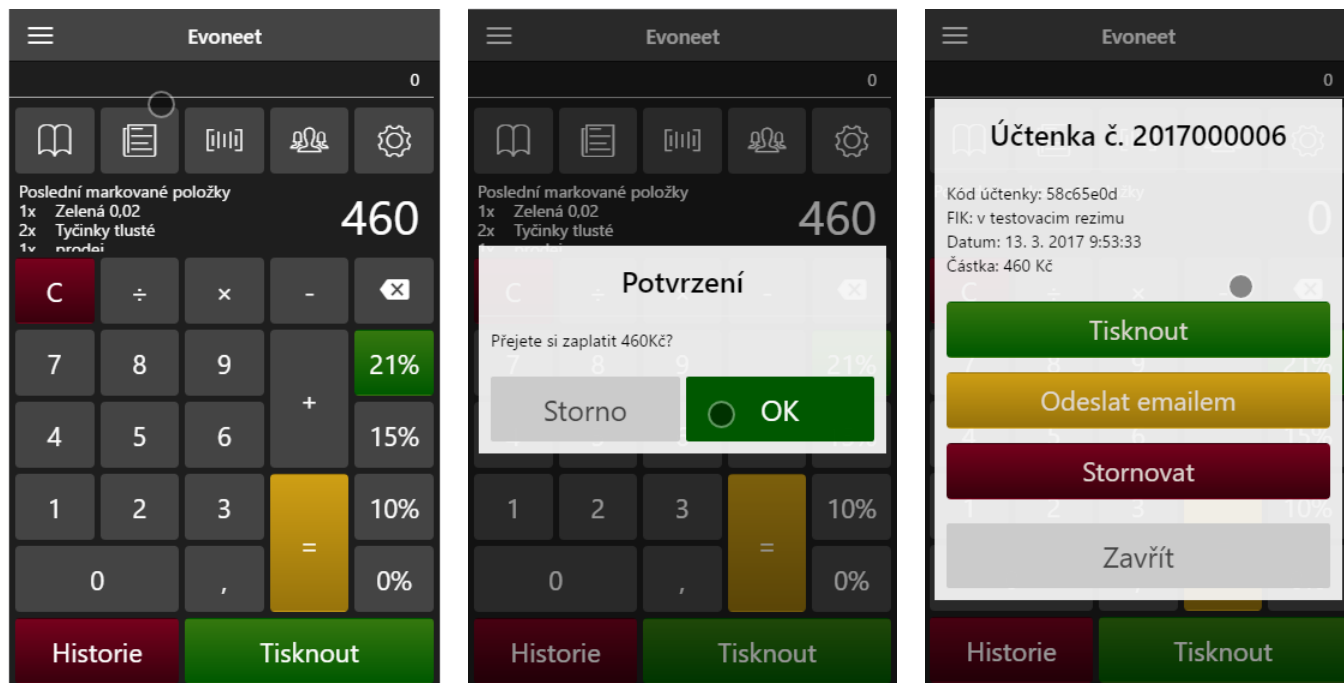 Evoneet
0
Poslední markované položky
1x Zelená 0,02
2x Tyčinky tlusté
1x prodej
460
C ÷ × -
7 8 9 21%
+
4 5 6 15%
1 2 3 10%
=
0 , 0%
Historie Tisknout
Evoneet
0
Poslední markované položky
1x Zelená 0,02
2x Tyčinky tlusté
460
Potvrzení
Přejete si zaplatit 460Kč?
Storno OK
1 2 3 10%
=
0 , 0%
Historie Tisknout
Evoneet
0
Účtenka č. 2017000006
Kód účtenky: 58c65e0d
FIK: v testovacim rezimu
Datum: 13. 3. 2017 9:53:33
Částka: 460 Kč
0
Tisknout
Odeslat emailem
Stornovat
Zavřít
Historie Tisknout